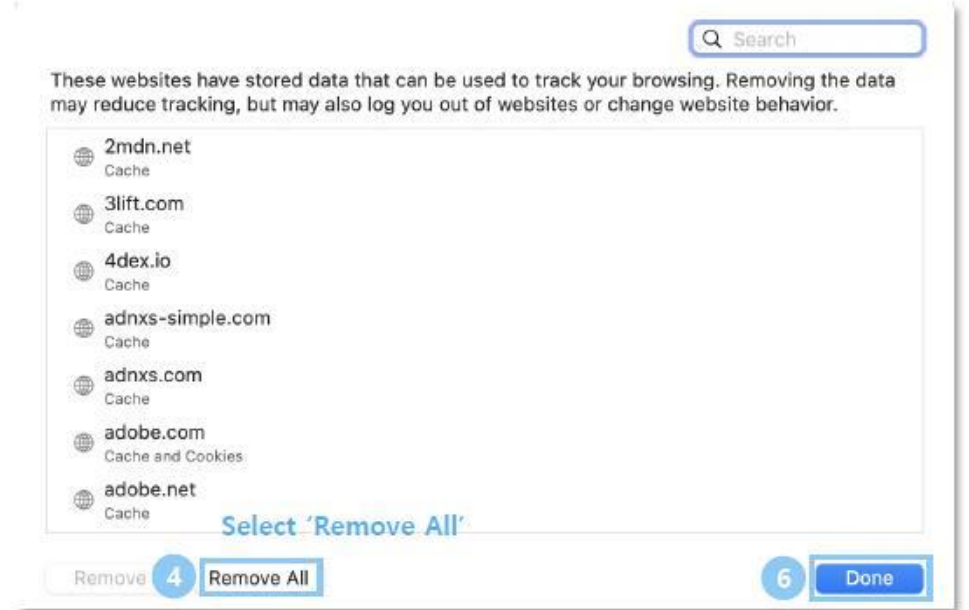 Search
These websites have stored data that can be used to track your browsing. Removing the data
may reduce tracking, but may also log you out of websites or change website behavior.
2mdn.net
Cache
3lift.com
Cache
4dex.io
Cache
adnxs-simple.com
Cache
adnxs.com
Cache
adobe.com
Cache and Cookies
adobe.net
Cache
Select ‘Remove All’
Remove 4 Remove All 6 Done